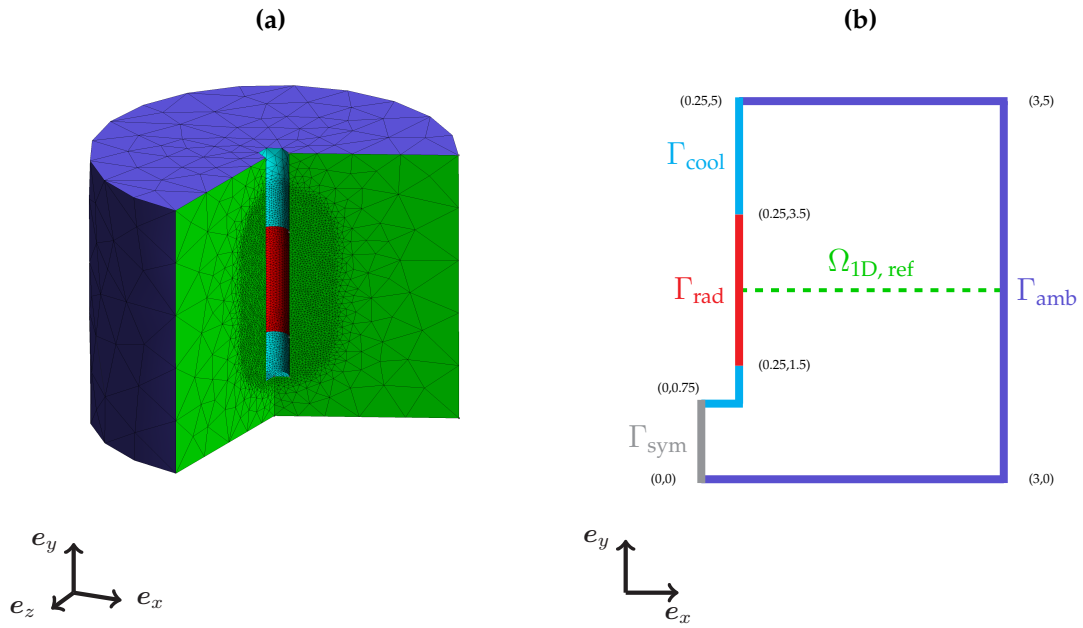 (a)
(b)
(0.25,5)
(3,5)
Γcool
(0.25,3.5)
Ω1D, ref
Γrad
Γamb
(0.25,1.5)
(0,0.75)
Γsym
(0,0)
(3,0)
ey
ex
ez
ey
ex